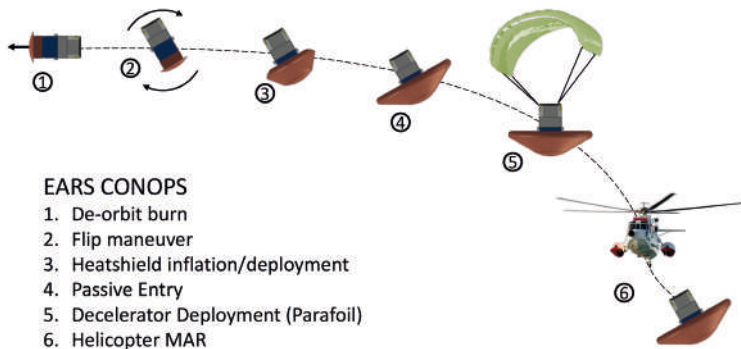 ①
②
③
④
⑤
⑥
EARS CONOPS
1. De-orbit burn
2. Flip maneuver
3. Heatshield inflation/deployment
4. Passive Entry
5. Decelerator Deployment (Parafoil)
6. Helicopter MAR